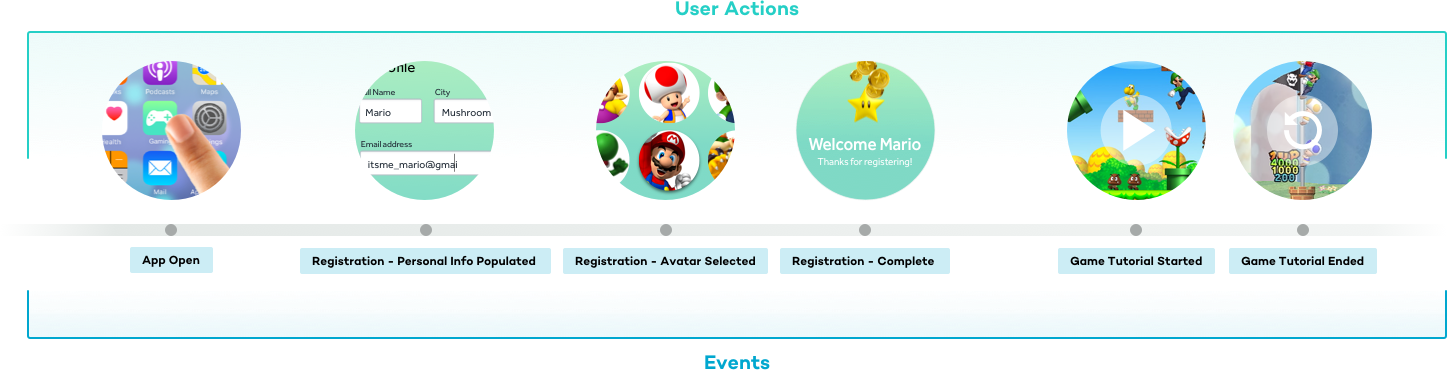 User Actions
Podcasts
Maps
Mail
ofile
ull Name
City
Mario
Mushroom
Email address
itsme_mario@gmai
Welcome Mario
Thanks for registering!
1UP
4000
1000
200
App Open
Registration - Personal Info Populated
Registration - Avatar Selected
Registration - Complete
Game Tutorial Started
Game Tutorial Ended
Events